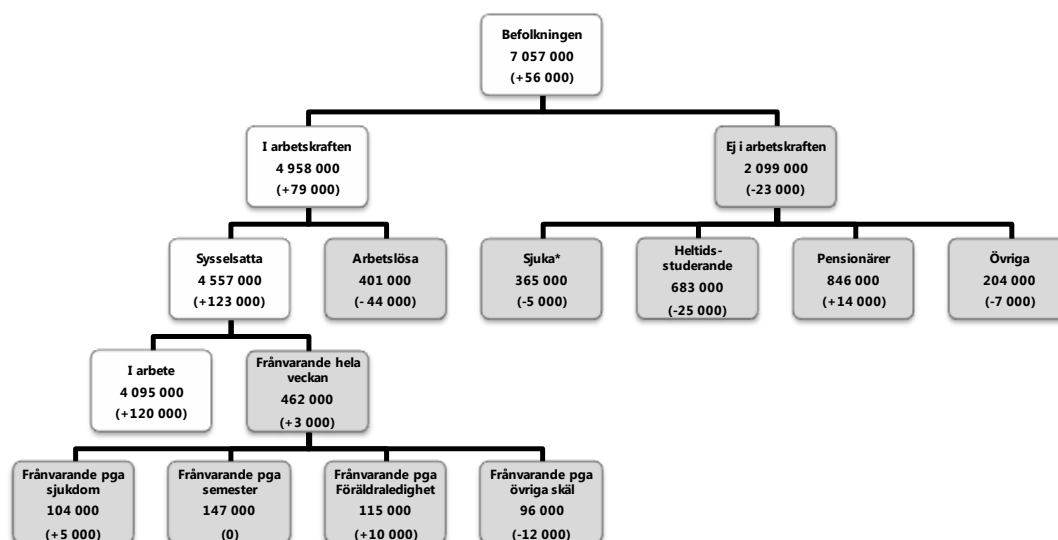 Befolkningen
7 057 000
(+56 000)
I arbetskraften
4 958 000
(+79 000)
Ej i arbetskraften
2 099 000
(-23 000)
Sysselsatta
4 557 000
(+123 000)
Arbetslösa
401 000
(- 44 000)
Sjuka*
365 000
(-5 000)
Heltids-
studerande
683 000
(-25 000)
Pensionärer
846 000
(+14 000)
Övriga
204 000
(-7 000)
I arbete
4 095 000
(+120 000)
Frånvarande hela
veckan
462 000
(+3 000)
Frånvarande pga
sjukdom
104 000
(+5 000)
Frånvarande pga
semester
147 000
(0)
Frånvarande pga
Föräldraledighet
115 000
(+10 000)
Frånvarande pga
övriga skäl
96 000
(-12 000)